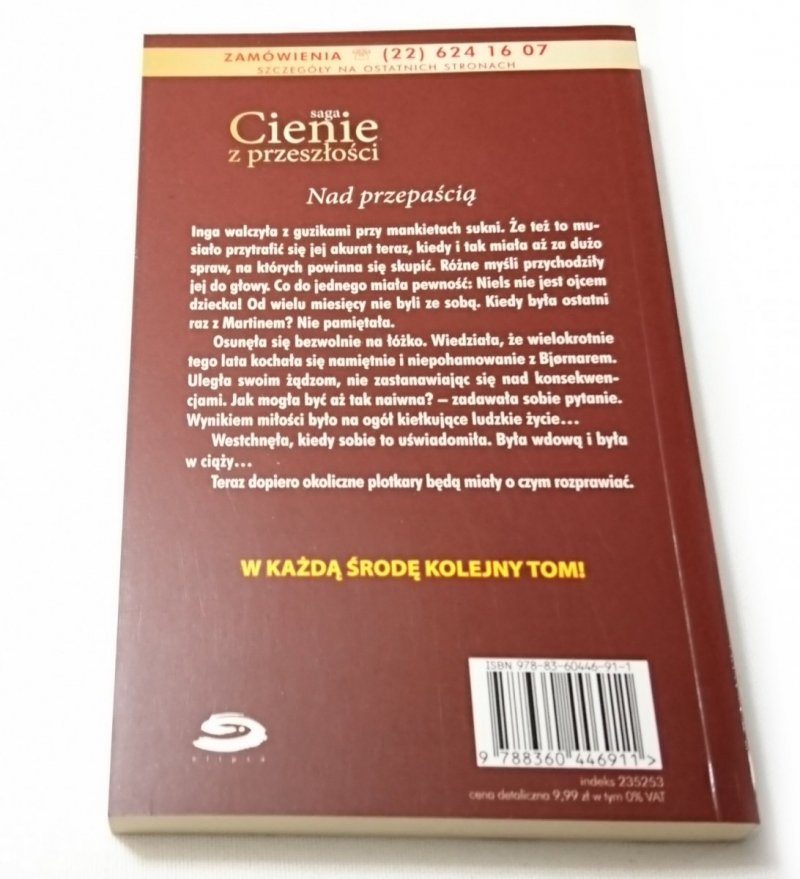 ZAMÓWIENIA ☏ (22) 624 16 07
SZCZEGÓŁY NA OSTATNICH STRONACH
saga
Cienie
z przeszłości
Nad przepaścią
Inga walczyła z guzikami przy mankietach sukni. Że też to mu-
siało przytrafić się jej akurat teraz, kiedy i tak miała aż za dużo
spraw, na których powinna się skupić. Różne myśli przychodziły
jej do głowy. Co do jednego miała pewność: Niels nie jest ojcem
dziecka! Od wielu miesięcy nie byli ze sobą. Kiedy była ostatni
raz z Martinem? Nie pamiętała.
Osunęła się bezwolnie na łóżko. Wiedziała, że wielokrotnie
tego lata kochała się namiętnie i niepohamowanie z Bjørnarem.
Uległa swoim żądzom, nie zastanawiając się nad konsekwen-
cjami. Jak mogła być aż tak naiwna? – zadawała sobie pytanie.
Wynikiem miłości było na ogół kiełkujące ludzkie życie...
Westchnęła, kiedy sobie to uświadomiła. Była wdową i była
w ciąży...
Teraz dopiero okoliczne plotkary będą miały o czym rozprawiać.
W KAŻDĄ ŚRODĘ KOLEJNY TOM!
ISBN 978-83-60446-91-1
9 788360 446911 >
elipsa
indeks 235253
cena detaliczna 9,99 zł w tym 0% VAT